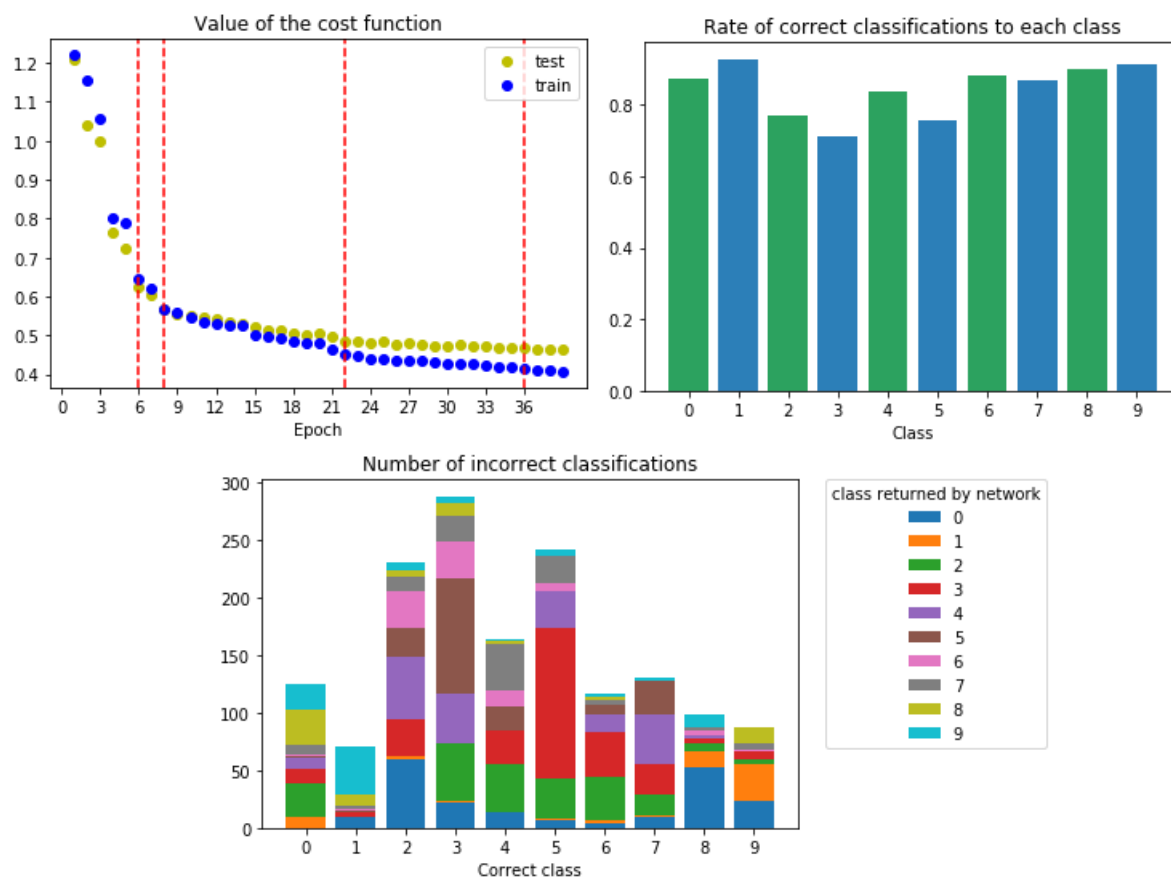 Value of the cost function
test
train
1.2
1.1
1.0
0.9
0.8
0.7
0.6
0.5
0.4
0 3 6 9 12 15 18 21 24 27 30 33 36
Epoch
Rate of correct classifications to each class
0.8
0.6
0.4
0.2
0.0
0 1 2 3 4 5 6 7 8 9
Class
Number of incorrect classifications
300
250
200
150
100
50
0
0 1 2 3 4 5 6 7 8 9
Correct class
class returned by network
0
1
2
3
4
5
6
7
8
9